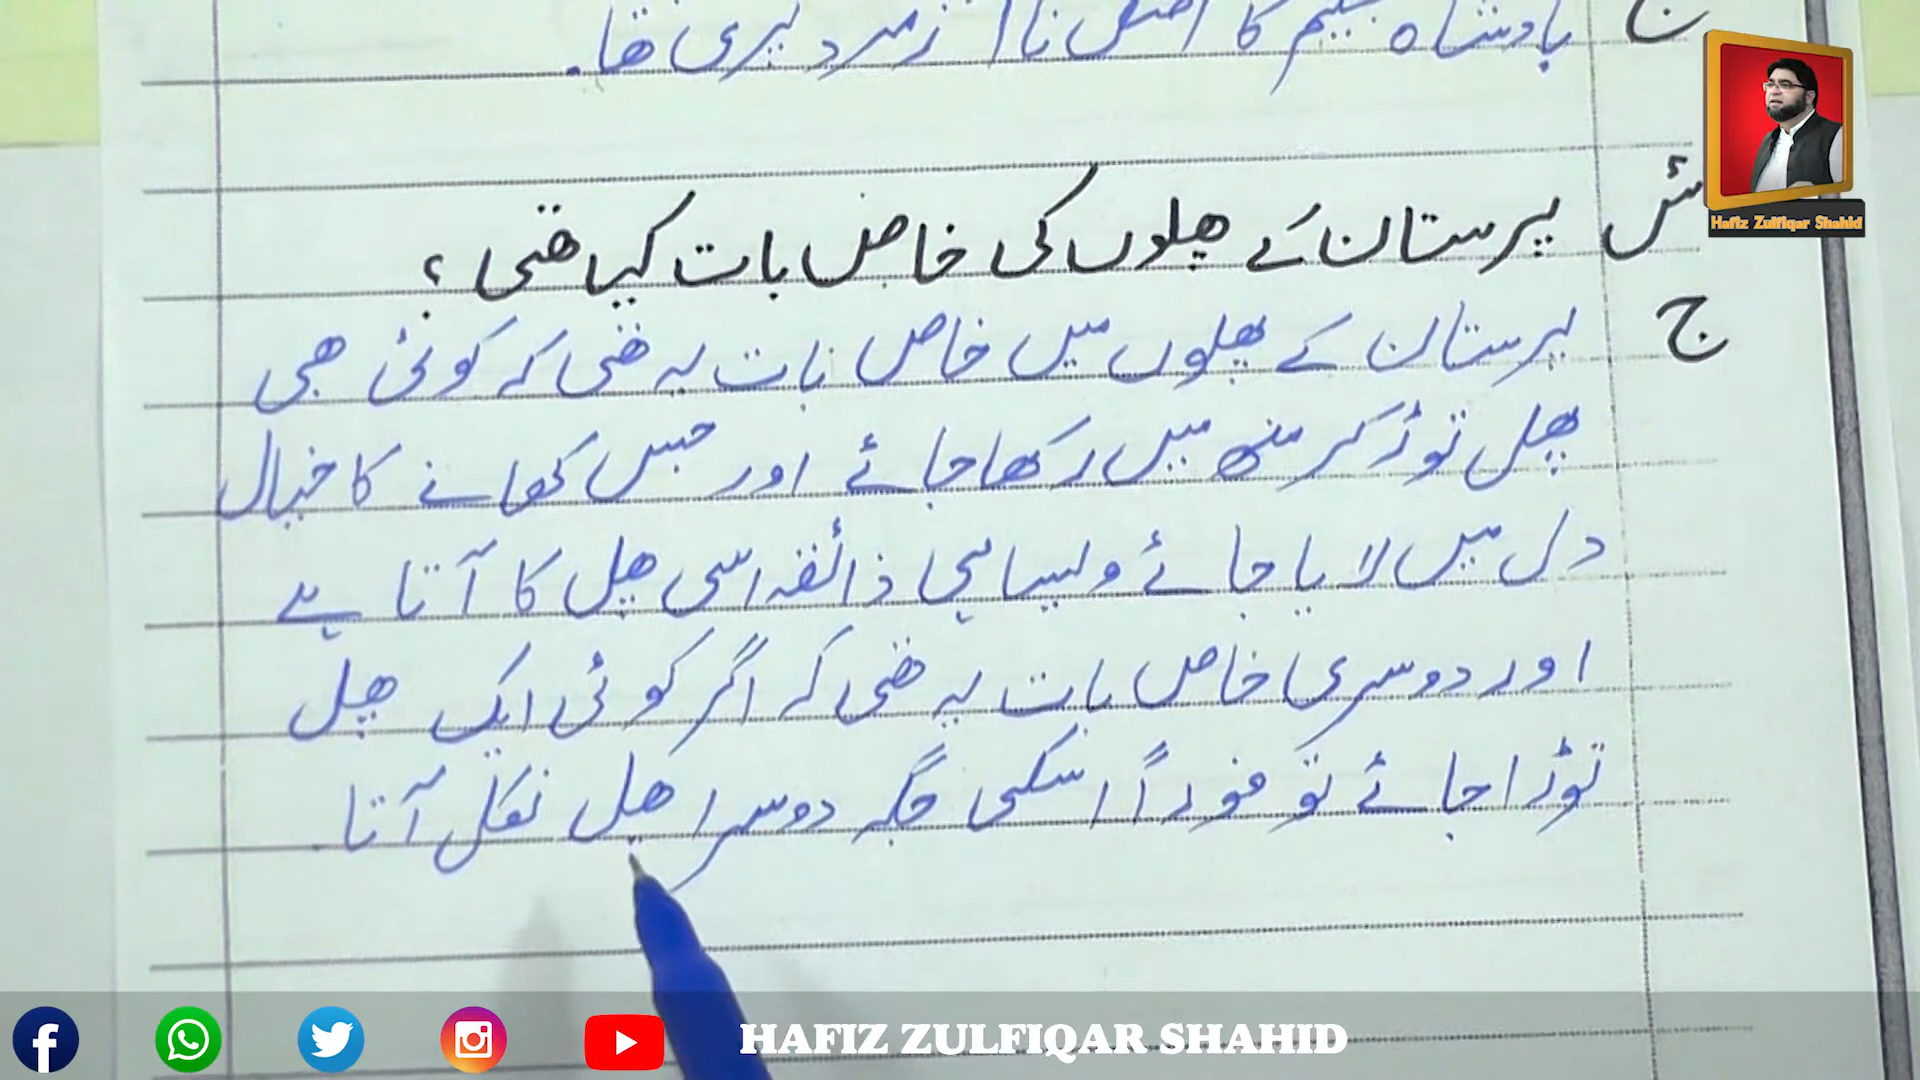 ج بادشاہ سلیم کا اصل نام زمرد پری تھا۔
س پرستان کے پھلوں کی خاص بات کیا تھی؟
ج پرستان کے پھلوں میں خاص بات یہ تھی کہ کوئی بھی
پھل توڑ کر منھ میں رکھا جائے اور جس کھانے کا خیال
دل میں لایا جائے ویسا ہی ذائقہ اسی پھل کا آتا ہے
اور دوسری خاص بات یہ تھی کہ اگر کوئی ایک پھل
توڑا جائے تو فوراً اسکی جگہ دوسرا پھل نکل آتا۔
Hafiz Zulfiqar Shahid
HAFIZ ZULFIQAR SHAHID